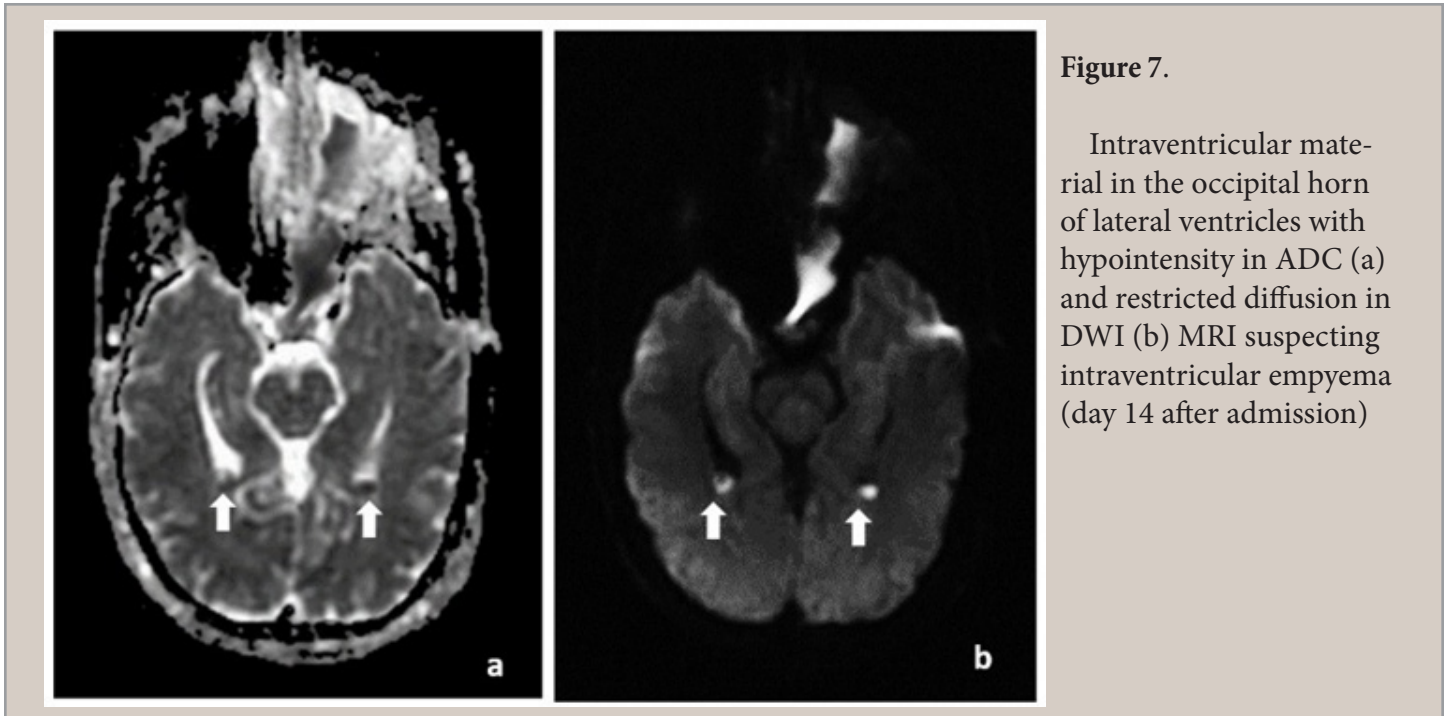 Figure 7.
Intraventricular mate-
rial in the occipital horn
of lateral ventricles with
hypointensity in ADC (a)
and restricted diffusion in
DWI (b) MRI suspecting
intraventricular empyema
(day 14 after admission)
a
b